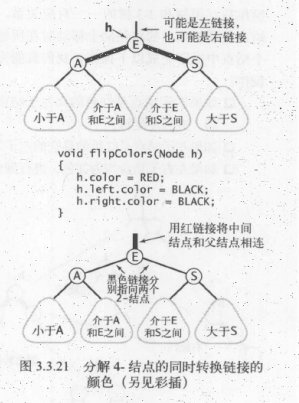 h
可能是左链接，
也可能是右链接
E
A
S
小于A
介于A
和E之间
介于E
和S之间
大于S
void flipColors(Node h)
{
h.color = RED;
h.left.color = BLACK;
h.right.color = BLACK;
}
用红链接将中间
结点和父结点相连
E
A
黑色链接分
别指向两个
2-结点
S
小于A
介于A
和E之间
介于E
和S之间
大于S
图 3.3.21 分解 4- 结点的同时转换链接的
颜色（另见彩插）